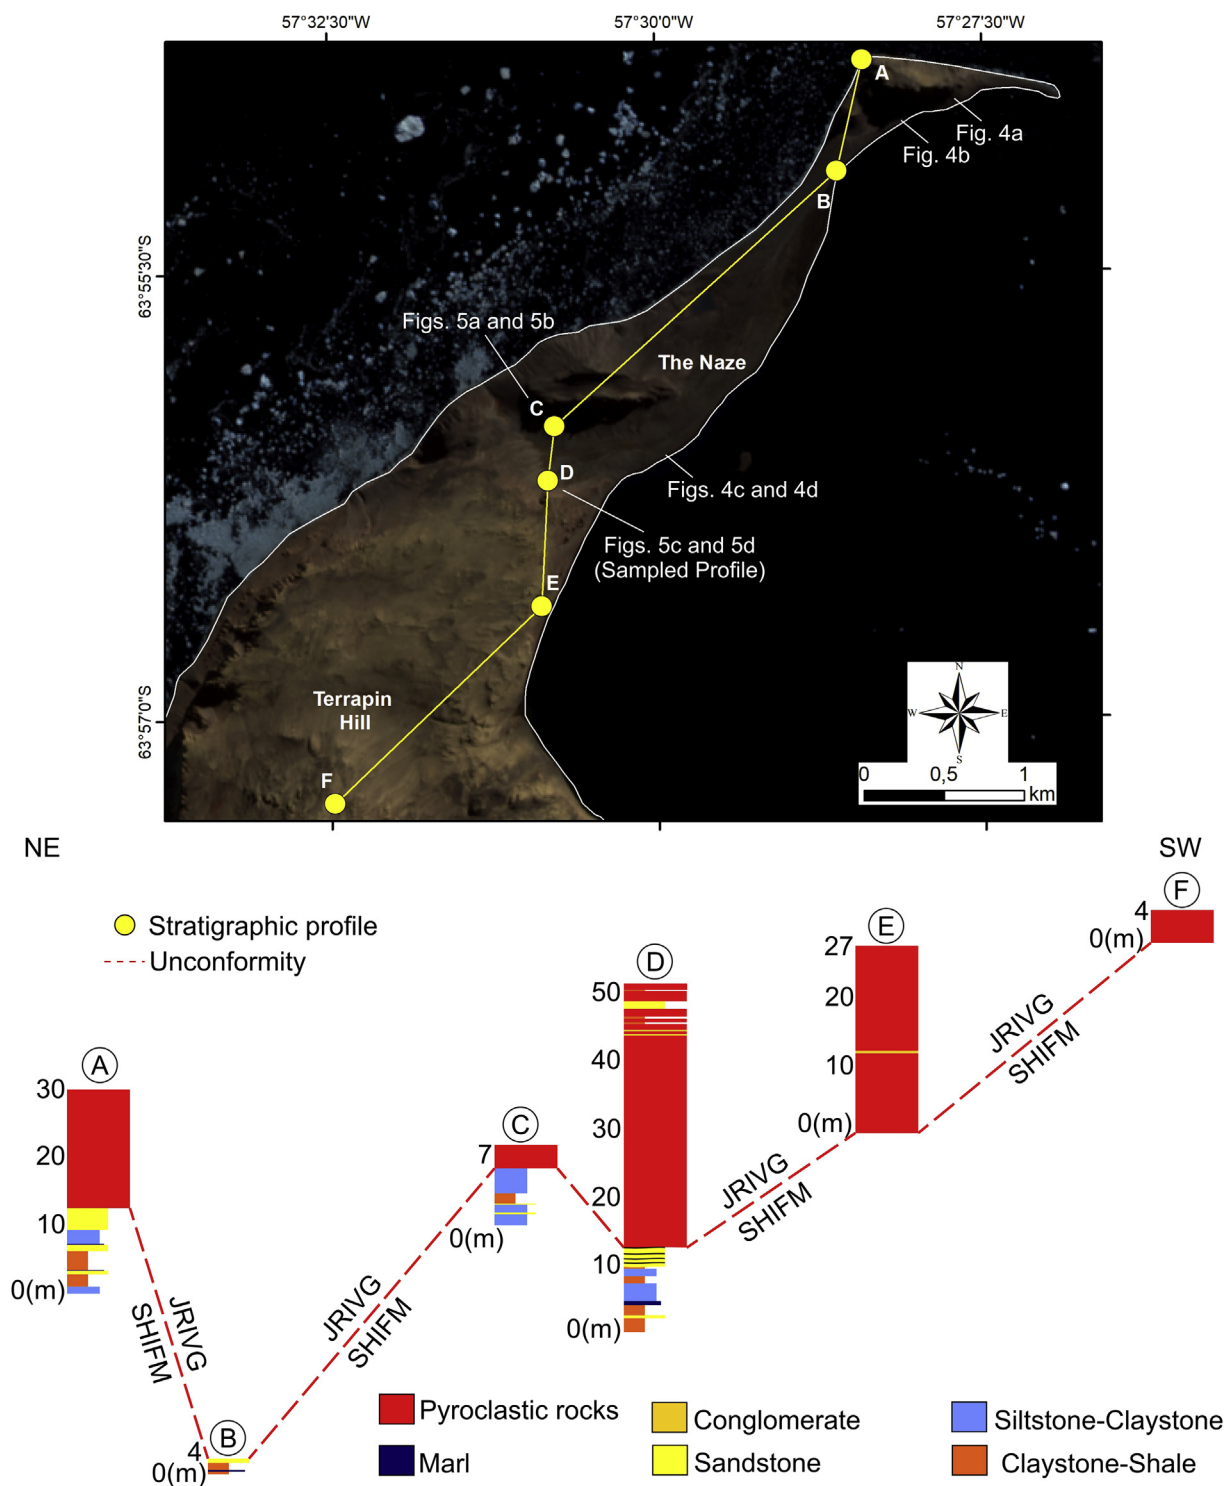 57°32'30"W
57°30'0"W
57°27'30"W
63°55'30"S
63°57'0"S
A
Fig. 4a
Fig. 4b
B
Figs. 5a and 5b
The Naze
C
D
Figs. 4c and 4d
Figs. 5c and 5d
(Sampled Profile)
E
Terrapin
Hill
F
N
W
E
S
0
0,5
1
km
NE
SW
Stratigraphic profile
Unconformity
A
30
20
10
0(m)
JRIVG
SHIFM
B
4
0(m)
JRIVG
SHIFM
C
7
0(m)
D
50
40
30
20
10
0(m)
JRIVG
SHIFM
E
27
20
10
0(m)
JRIVG
SHIFM
F
4
0(m)
Pyroclastic rocks
Conglomerate
Siltstone-Claystone
Marl
Sandstone
Claystone-Shale